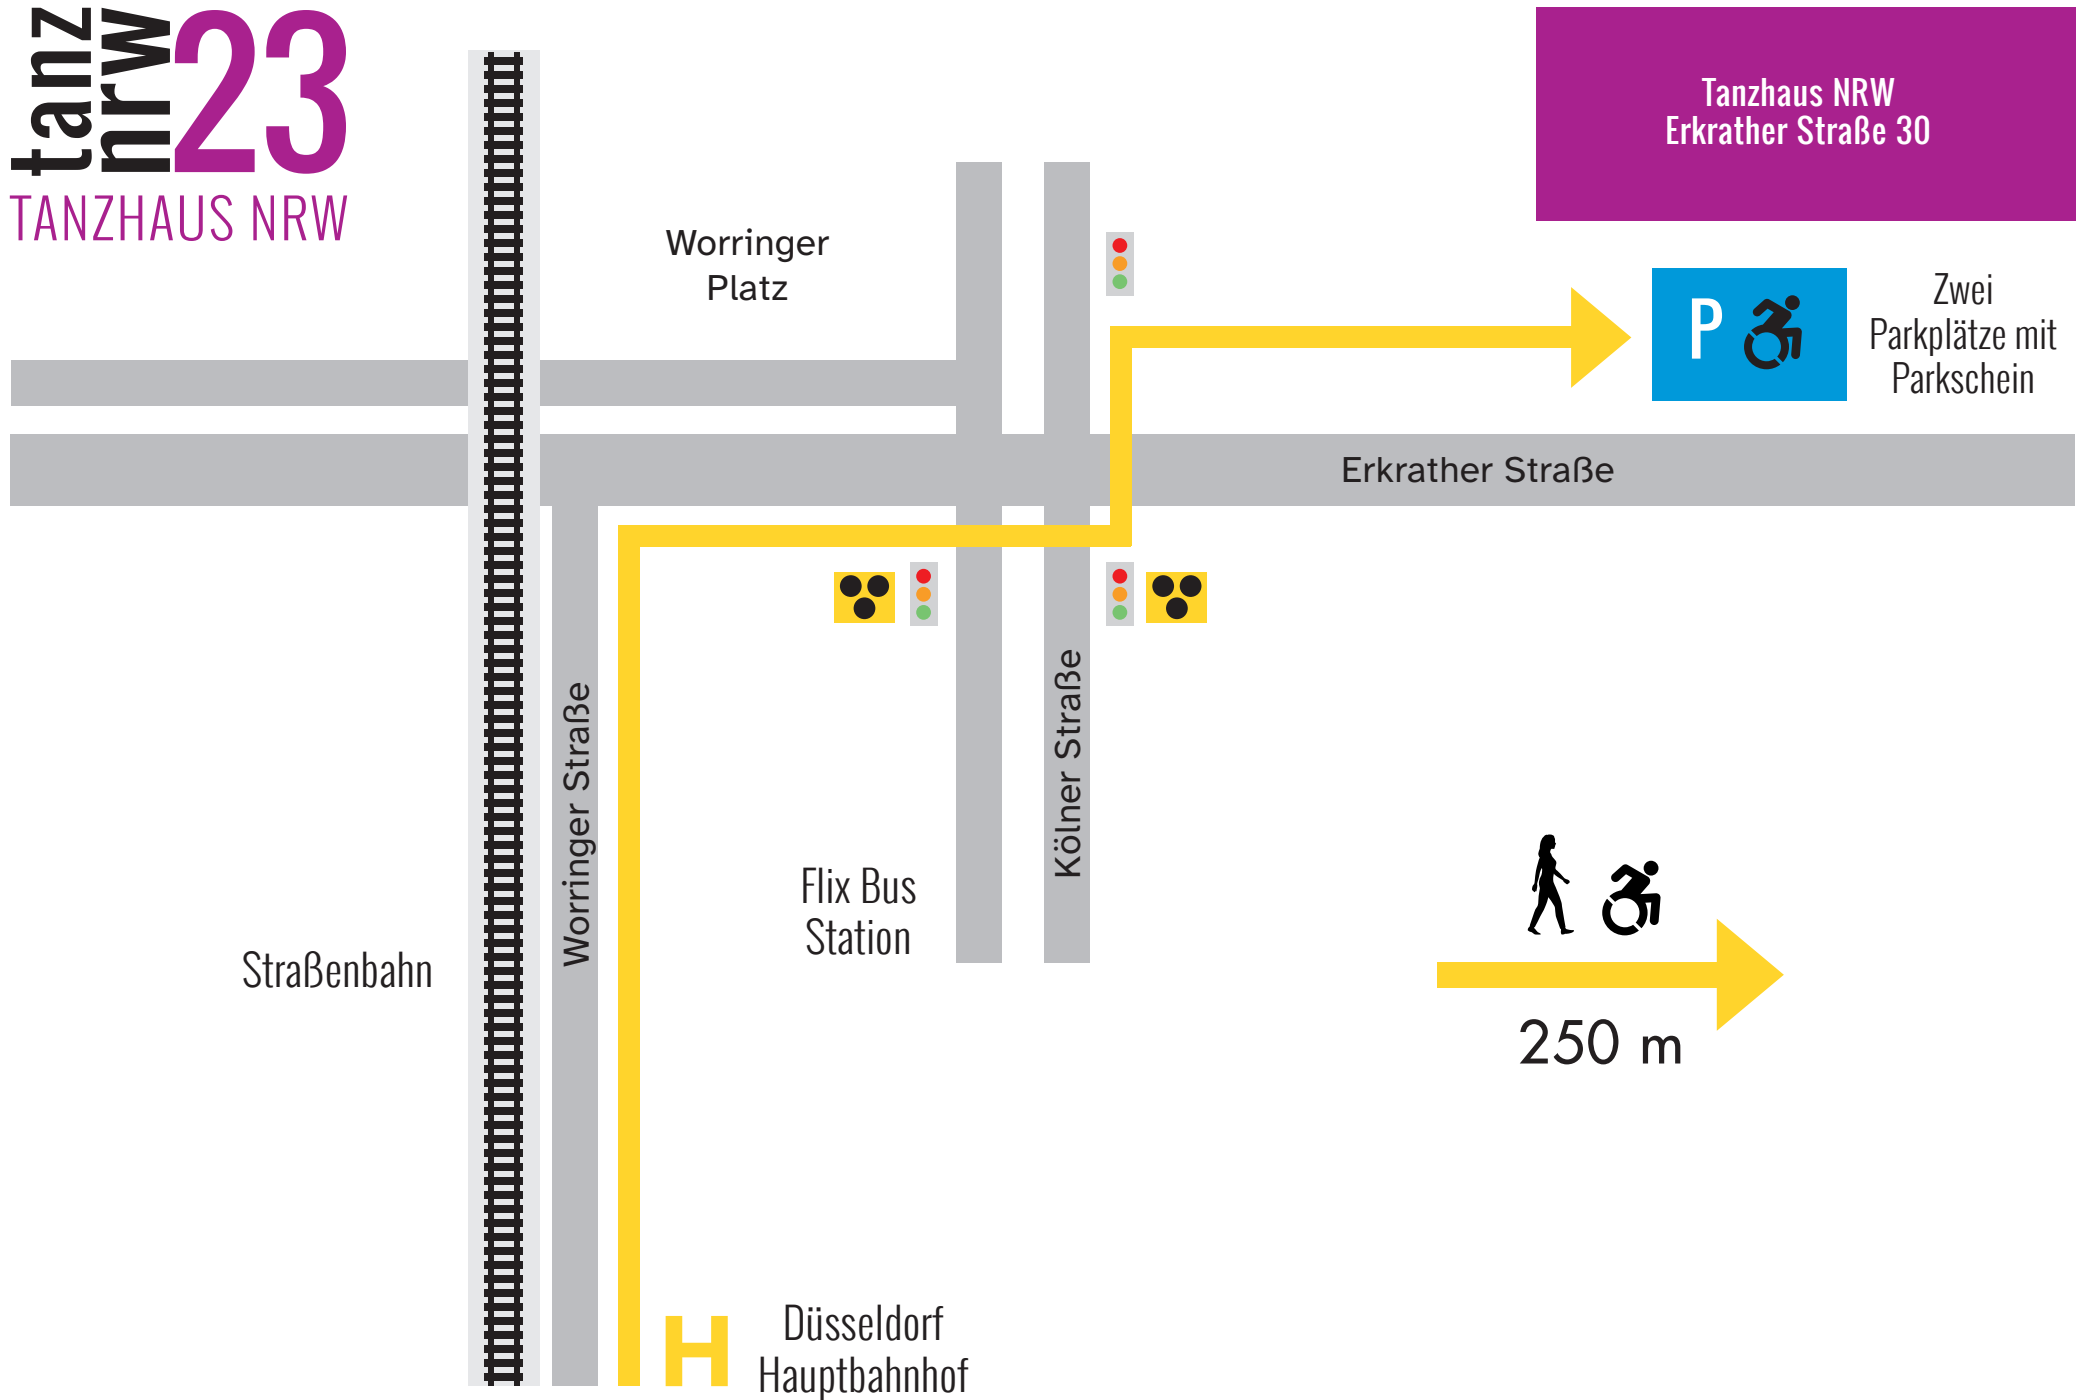 tanz
nrw
23
TANZHAUS NRW
Tanzhaus NRW
Erkrather Straße 30
Worringer
Platz
P
Zwei
Parkplätze mit
Parkschein
Erkrather Straße
Worringer Straße
Kölner Straße
Flix Bus
Station
Straßenbahn
250 m
H
Düsseldorf
Hauptbahnhof